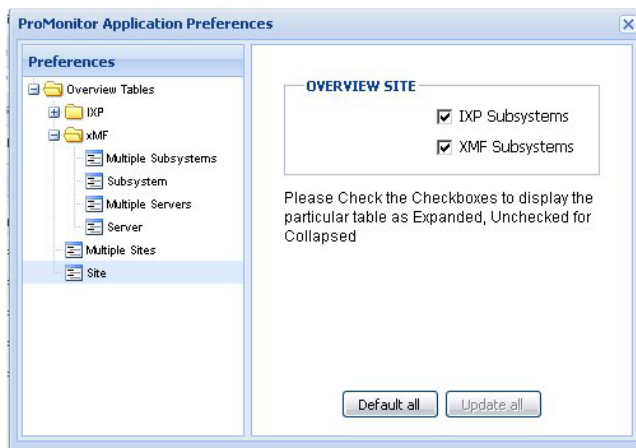 ProMonitor Application Preferences
Preferences
Overview Tables
IXP
xMF
Multiple Subsystems
Subsystem
Multiple Servers
Server
Multiple Sites
Site
OVERVIEW SITE
IXP Subsystems
XMF Subsystems
Please Check the Checkboxes to display the
particular table as Expanded, Unchecked for
Collapsed
Default all
Update all